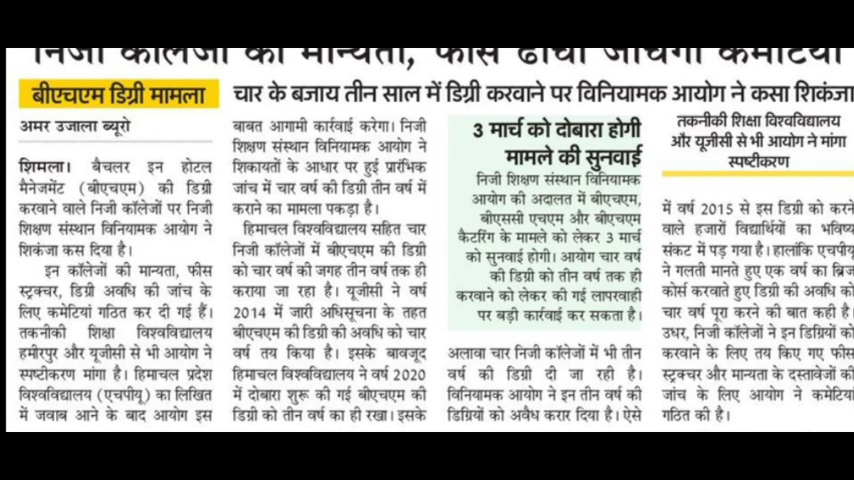 निजी कॉलेजों की मान्यता, फीस ढांचा जांचेंगी कमेटियां
बीएचएम डिग्री मामला
चार के बजाय तीन साल में डिग्री करवाने पर विनियामक आयोग ने कसा शिकंजा
अमर उजाला ब्यूरो
शिमला। बैचलर इन होटल
मैनेजमेंट (बीएचएम) की डिग्री
करवाने वाले निजी कॉलेजों पर निजी
शिक्षण संस्थान विनियामक आयोग ने
शिकंजा कस दिया है।
इन कॉलेजों की मान्यता, फीस
स्ट्रक्चर, डिग्री अवधि की जांच के
लिए कमेटियां गठित कर दी गई हैं।
तकनीकी शिक्षा विश्वविद्यालय
हमीरपुर और यूजीसी से भी आयोग ने
स्पष्टीकरण मांगा है। हिमाचल प्रदेश
विश्वविद्यालय (एचपीयू) का लिखित
में जवाब आने के बाद आयोग इस
बाबत आगामी कार्रवाई करेगा। निजी
शिक्षण संस्थान विनियामक आयोग ने
शिकायतों के आधार पर हुई प्रारंभिक
जांच में चार वर्ष की डिग्री तीन वर्ष में
कराने का मामला पकड़ा है।
हिमाचल विश्वविद्यालय सहित चार
निजी कॉलेजों में बीएचएम की डिग्री
को चार वर्ष की जगह तीन वर्ष तक ही
कराया जा रहा है। यूजीसी ने वर्ष
2014 में जारी अधिसूचना के तहत
बीएचएम की डिग्री की अवधि को चार
वर्ष तय किया है। इसके बावजूद
हिमाचल विश्वविद्यालय ने वर्ष 2020
में दोबारा शुरू की गई बीएचएम की
डिग्री को तीन वर्ष का ही रखा। इसके
3 मार्च को दोबारा होगी
मामले की सुनवाई
निजी शिक्षण संस्थान विनियामक
आयोग की अदालत में बीएचएम,
बीएससी एचएम और बीएचएम
कैटरिंग के मामले को लेकर 3 मार्च
को सुनवाई होगी। आयोग चार वर्ष
की डिग्री को तीन वर्ष तक ही
करवाने को लेकर की गई लापरवाही
पर बड़ी कार्रवाई कर सकता है।
अलावा चार निजी कॉलेजों में भी तीन
वर्ष की डिग्री दी जा रही है।
विनियामक आयोग ने इन तीन वर्ष की
डिग्रियों को अवैध करार दिया है। ऐसे
तकनीकी शिक्षा विश्वविद्यालय
और यूजीसी से भी आयोग ने मांगा
स्पष्टीकरण
में वर्ष 2015 से इस डिग्री को करने
वाले हजारों विद्यार्थियों का भविष्य
संकट में पड़ गया है। हालांकि एचपीयू
ने गलती मानते हुए एक वर्ष का ब्रिज
कोर्स करवाते हुए डिग्री की अवधि को
चार वर्ष पूरा करने की बात कही है।
उधर, निजी कॉलेजों ने इन डिग्रियों को
करवाने के लिए तय किए गए फीस
स्ट्रक्चर और मान्यता के दस्तावेजों की
जांच के लिए आयोग ने कमेटियां
गठित की है।